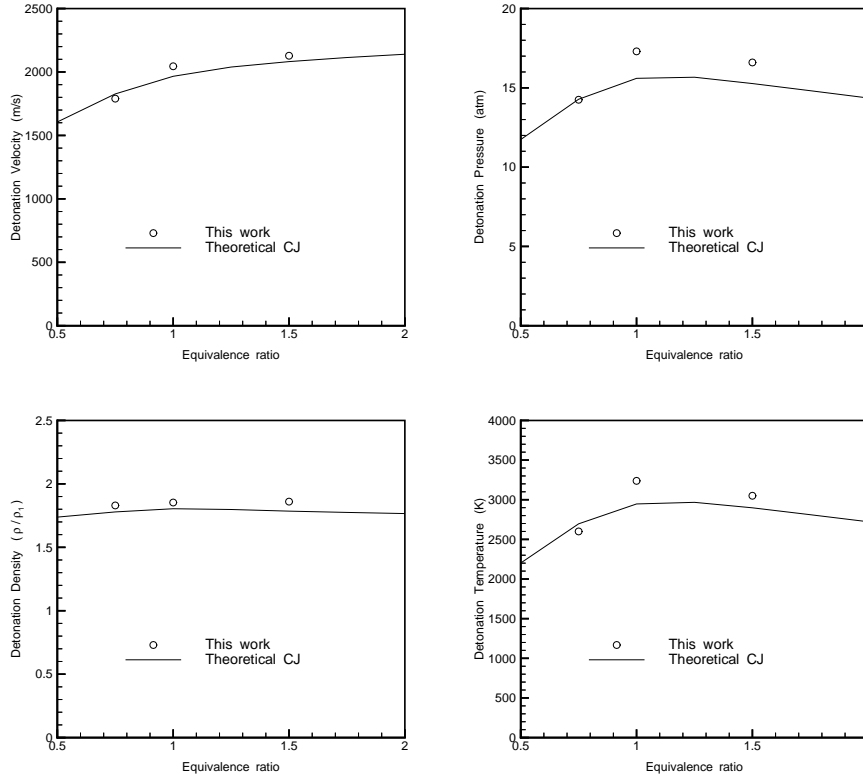 2500
2000
1500
1000
500
0
Detonation Velocity (m/s)
This work
Theoretical CJ
0.5 1 1.5 2
Equivalence ratio
20
15
10
5
0
Detonation Pressure (atm)
This work
Theoretical CJ
0.5 1 1.5
Equivalence ratio
2.5
2
1.5
1
0.5
0
Detonation Density (ρ/ρ₁)
This work
Theoretical CJ
0.5 1 1.5 2
Equivalence ratio
4000
3500
3000
2500
2000
1500
1000
500
0
Detonation Temperature (K)
This work
Theoretical CJ
0.5 1 1.5
Equivalence ratio